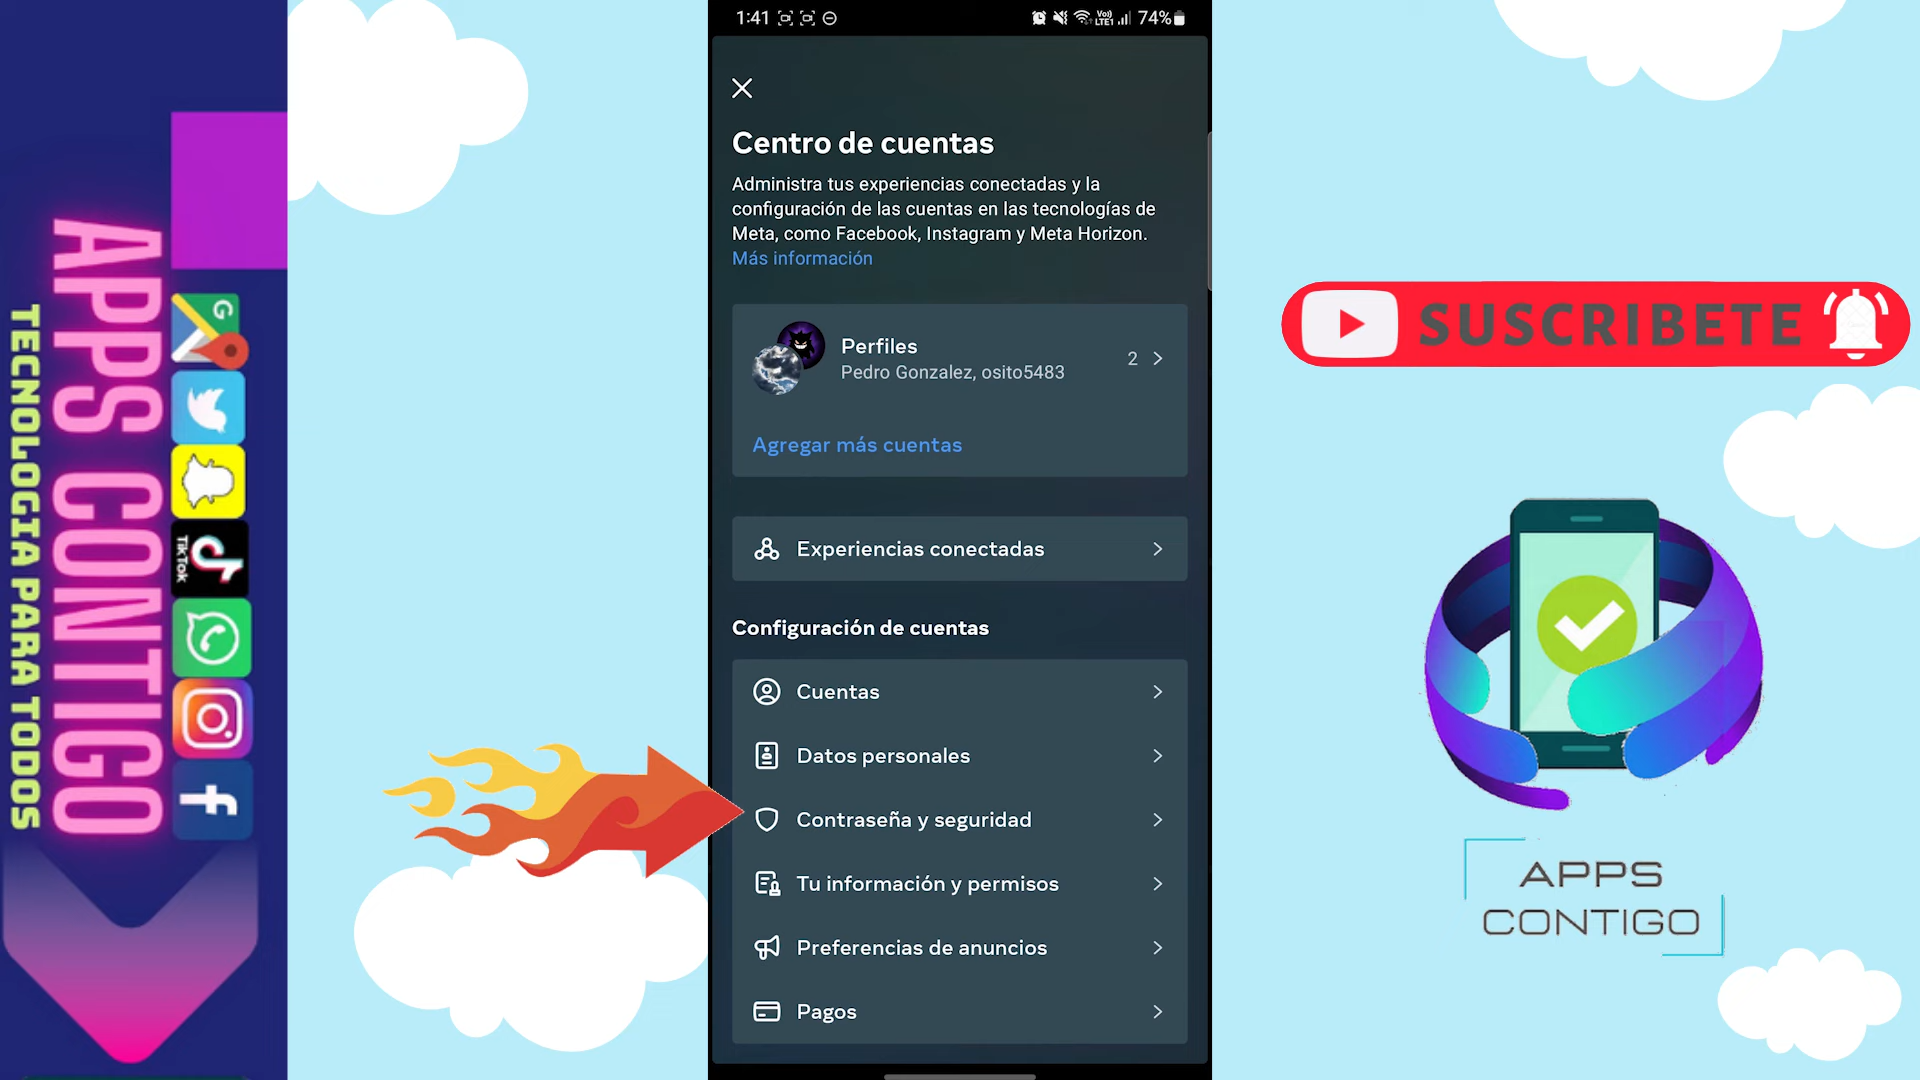 APPS CONTIGO
TECNOLOGIA PARA TODOS
G
TikTok
1:41
Vo))
LTE1
74%
Centro de cuentas
Administra tus experiencias conectadas y la
configuración de las cuentas en las tecnologías de
Meta, como Facebook, Instagram y Meta Horizon.
Más información
Perfiles
Pedro Gonzalez, osito5483
2
Agregar más cuentas
Experiencias conectadas
Configuración de cuentas
Cuentas
Datos personales
Contraseña y seguridad
Tu información y permisos
Preferencias de anuncios
Pagos
SUSCRIBETE
APPS
CONTIGO